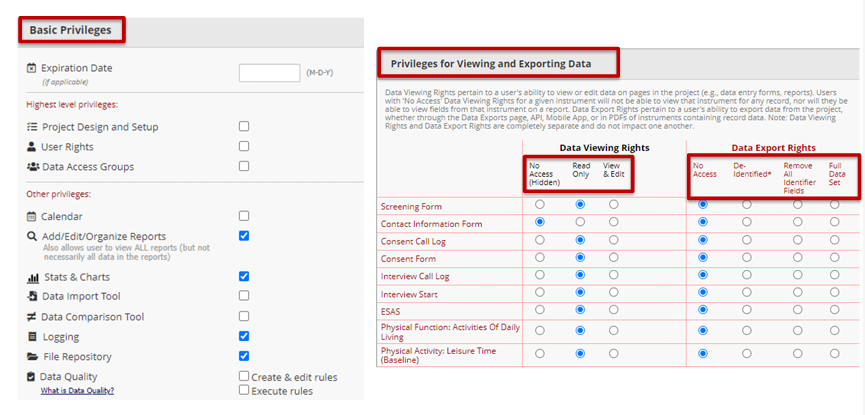 Basic Privileges
Expiration Date
(if applicable)
(M-D-Y)
Highest level privileges:
Project Design and Setup
User Rights
Data Access Groups
Other privileges:
Calendar
Add/Edit/Organize Reports
Also allows user to view ALL reports (but not
necessarily all data in the reports)
Stats & Charts
Data Import Tool
Data Comparison Tool
Logging
File Repository
Data Quality
Create & edit rules
What is Data Quality?
Execute rules
Privileges for Viewing and Exporting Data
Data Viewing Rights pertain to a user's ability to view or edit data on pages in the project (e.g., data entry forms, reports). Users
with 'No Access' Data Viewing Rights for a given instrument will not be able to view that instrument for any record, nor will they be
able to view fields from that instrument on a report. Data Export Rights pertain to a user's ability to export data from the project,
whether through the Data Exports page, API, Mobile App, or in PDFs of instruments containing record data. Note: Data Viewing
Rights and Data Export Rights are completely separate and do not impact one another.
Data Viewing Rights
Data Export Rights
No Access (Hidden)
Read Only
View & Edit
No Access
De-Identified*
Remove All Identifier Fields
Full Data Set
Screening Form
Contact Information Form
Consent Call Log
Consent Form
Interview Call Log
Interview Start
ESAS
Physical Function: Activities Of Daily
Living
Physical Activity: Leisure Time
(Baseline)